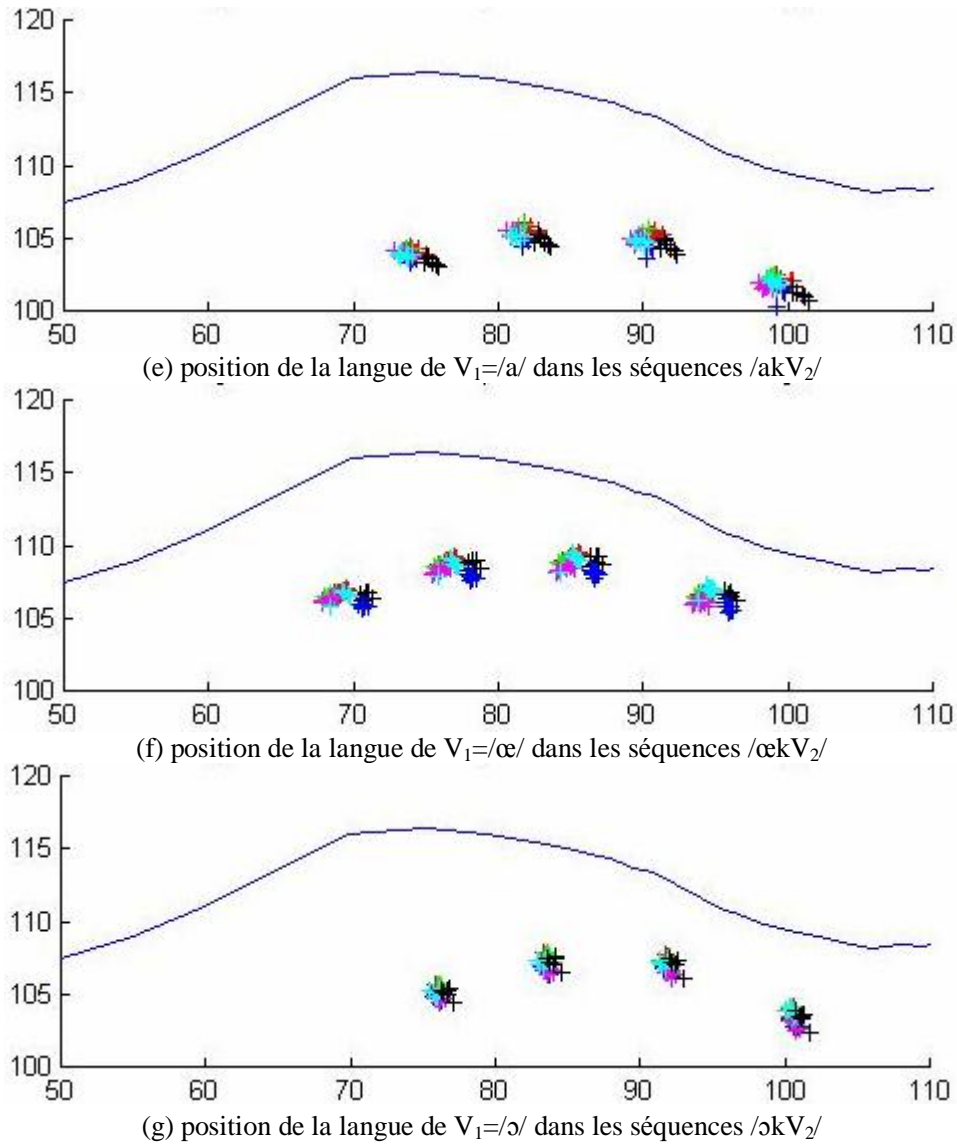 120
115
110
105
100
50 60 70 80 90 100 110
(e) position de la langue de V₁=/a/ dans les séquences /akV₂/
120
115
110
105
100
50 60 70 80 90 100 110
(f) position de la langue de V₁=/œ/ dans les séquences /œkV₂/
120
115
110
105
100
50 60 70 80 90 100 110
(g) position de la langue de V₁=/ɔ/ dans les séquences /ɔkV₂/